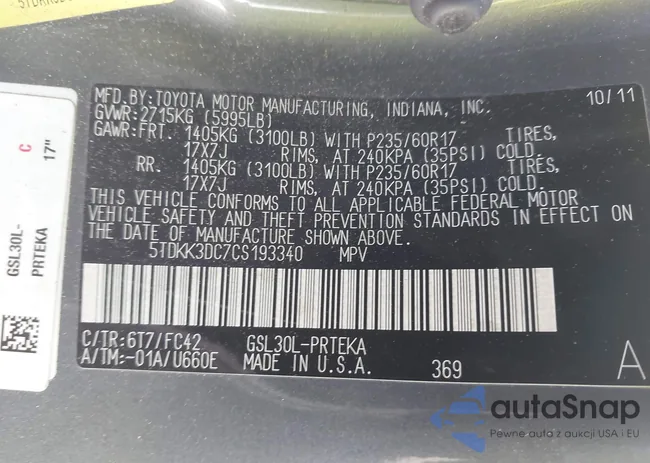 MFD.BY:TOYOTA MOTOR MANUFACTURING, INDIANA, INC. 10/11
GVWR:2715KG (5995LB)
GAWR:FRT. 1405KG (3100LB) WITH P235/60R17 TIRES,
17X7J RIMS, AT 240KPA (35PSI) COLD.
RR. 1405KG (3100LB) WITH P235/60R17 TIRES,
17X7J RIMS, AT 240KPA (35PSI) COLD.
THIS VEHICLE CONFORMS TO ALL APPLICABLE FEDERAL MOTOR
VEHICLE SAFETY AND THEFT PREVENTION STANDARDS IN EFFECT ON
THE DATE OF MANUFACTURE SHOWN ABOVE.
5TDKK3DC7CS193340 MPV
C/TR:6T7/FC42 GSL30L-PRTEKA
A/TM:-01A/U660E MADE IN U.S.A. 369 A
C
17"
GSL30L-
PRTEKA
autaSnap
Pewne auta z aukcji USA i EU